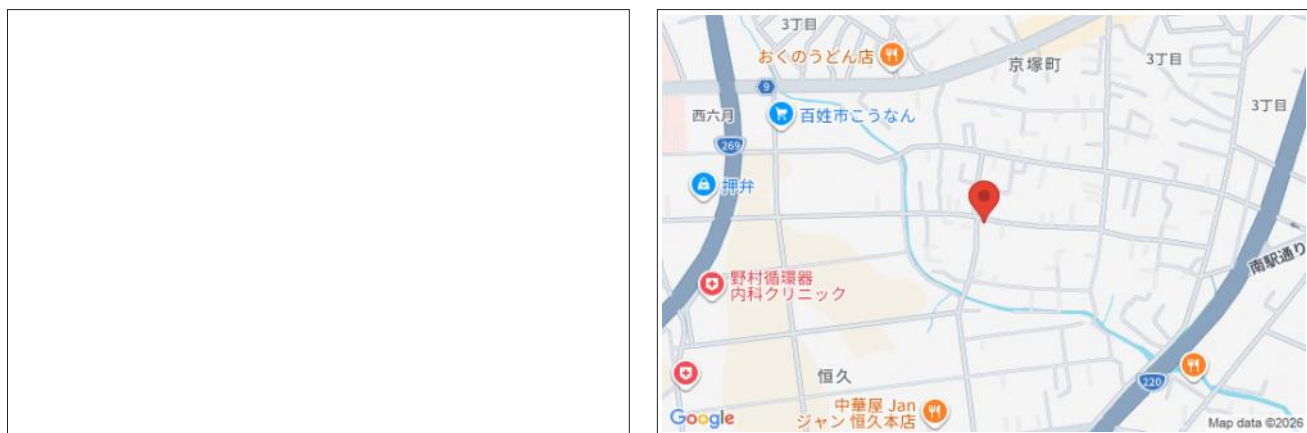 3丁目
おくのうどん店
京塚町
3丁目
9
3丁目
百姓市こうなん
西六月
269
押弁
南駅通り
野村循環器
内科クリニック
恒久
220
中華屋 Jan
ジャン 恒久本店
Google
Map data ©2026